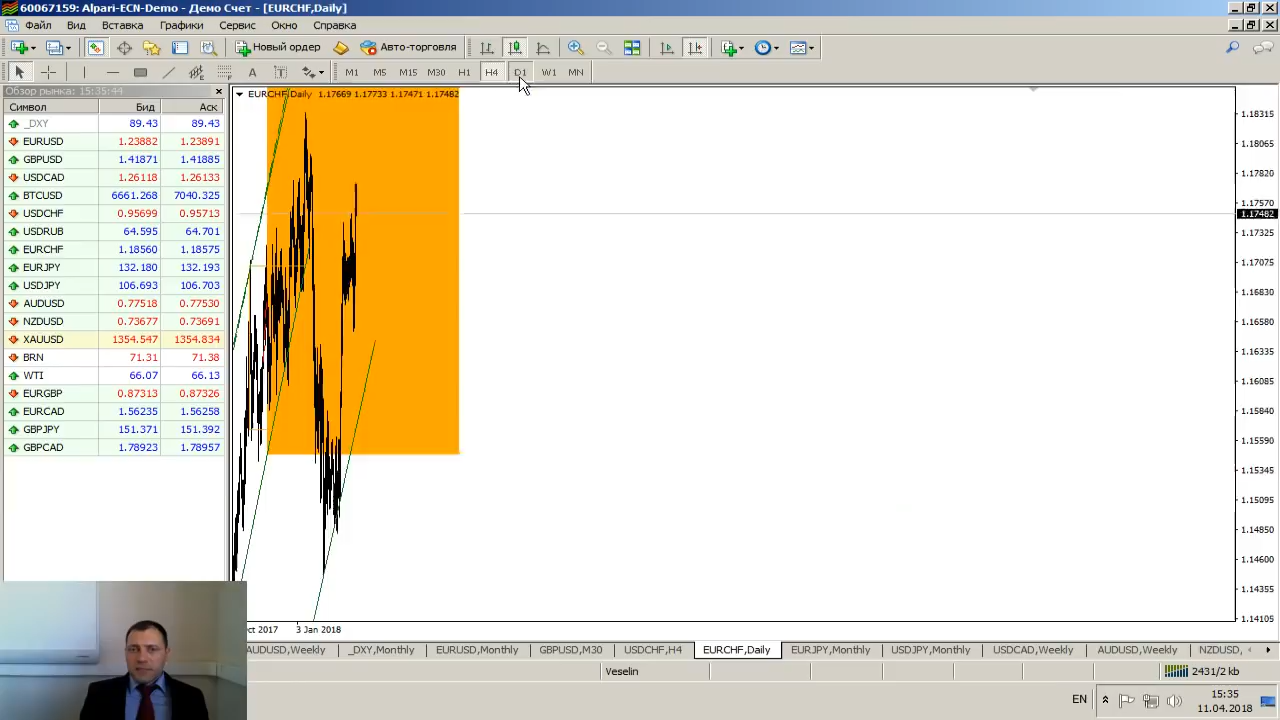 60067159: Alpari-ECN-Demo - Демо Счет - [EURCHF,Daily]
Файл Вид Вставка Графики Сервис Окно Справка
Новый ордер Авто-торговля
A T M1 M5 M15 M30 H1 H4 D1 W1 MN
Обзор рынка: 15:35:44
Символ Бид Аск
_DXY 89.43 89.43
EURUSD 1.23882 1.23891
GBPUSD 1.41871 1.41885
USDCAD 1.26118 1.26133
BTCUSD 6661.268 7040.325
USDCHF 0.95699 0.95713
USDRUB 64.595 64.701
EURCHF 1.18560 1.18575
EURJPY 132.180 132.193
USDJPY 106.693 106.703
AUDUSD 0.77518 0.77530
NZDUSD 0.73677 0.73691
XAUUSD 1354.547 1354.834
BRN 71.31 71.38
WTI 66.07 66.13
EURGBP 0.87313 0.87326
EURCAD 1.56235 1.56258
GBPJPY 151.371 151.392
GBPCAD 1.78923 1.78957
EURCHF,Daily 1.17669 1.17733 1.17471 1.17482
1.18315
1.18065
1.17820
1.17570
1.17482
1.17325
1.17075
1.16830
1.16580
1.16335
1.16085
1.15840
1.15590
1.15340
1.15095
1.14850
1.14600
1.14355
1.14105
ct 2017 3 Jan 2018
AUDUSD,Weekly _DXY,Monthly EURUSD,Monthly GBPUSD,M30 USDCHF,H4 EURCHF,Daily EURJPY,Monthly USDJPY,Monthly USDCAD,Weekly AUDUSD,Weekly NZDUSD,
Veselin 2431/2 kb
EN 15:35
11.04.2018